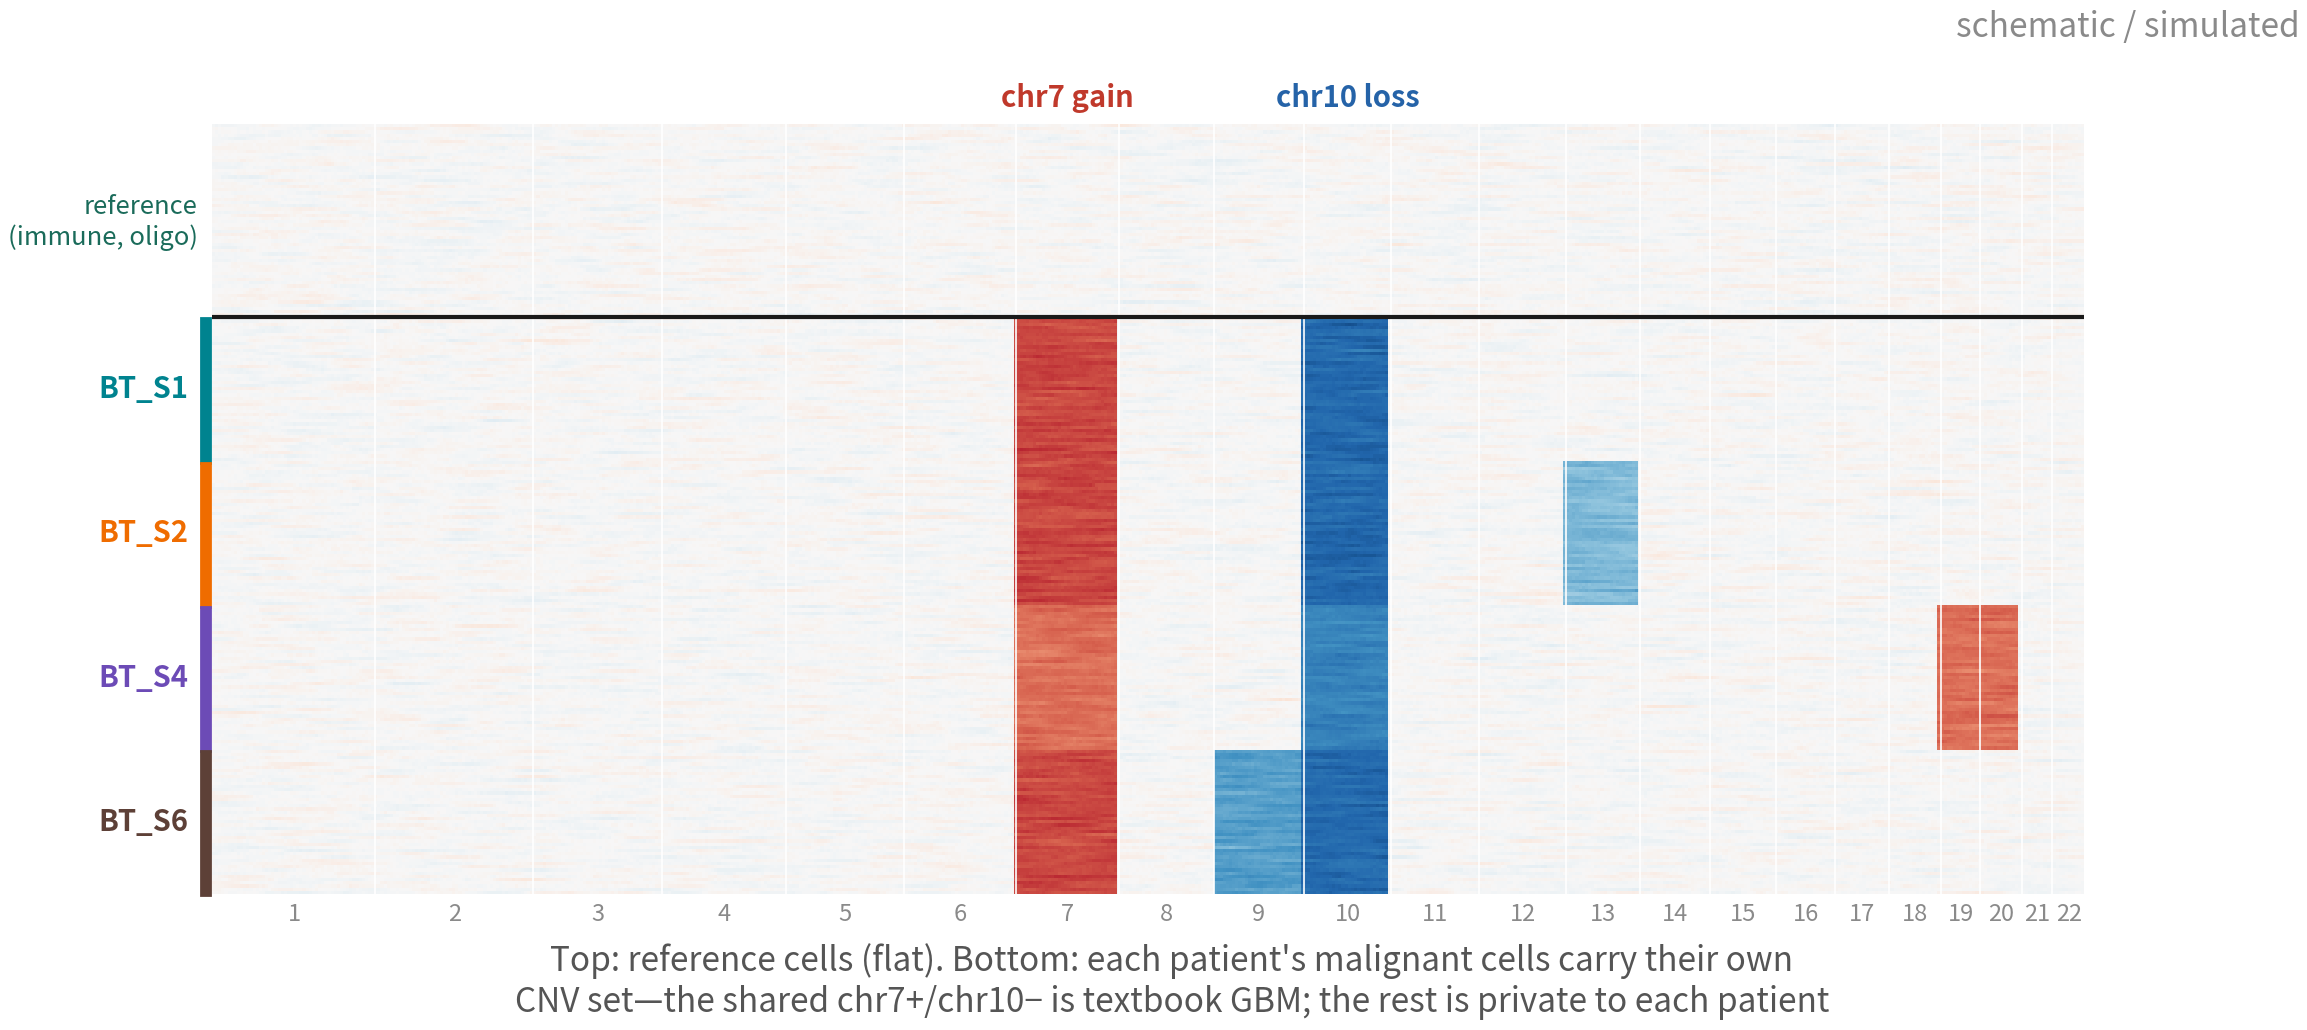 schematic / simulated
chr7 gain
chr10 loss
reference
(immune, oligo)
BT_S1
BT_S2
BT_S4
BT_S6
1 2 3 4 5 6 7 8 9 10 11 12 13 14 15 16 17 18 19 20 21 22
Top: reference cells (flat). Bottom: each patient's malignant cells carry their own
CNV set—the shared chr7+/chr10− is textbook GBM; the rest is private to each patient